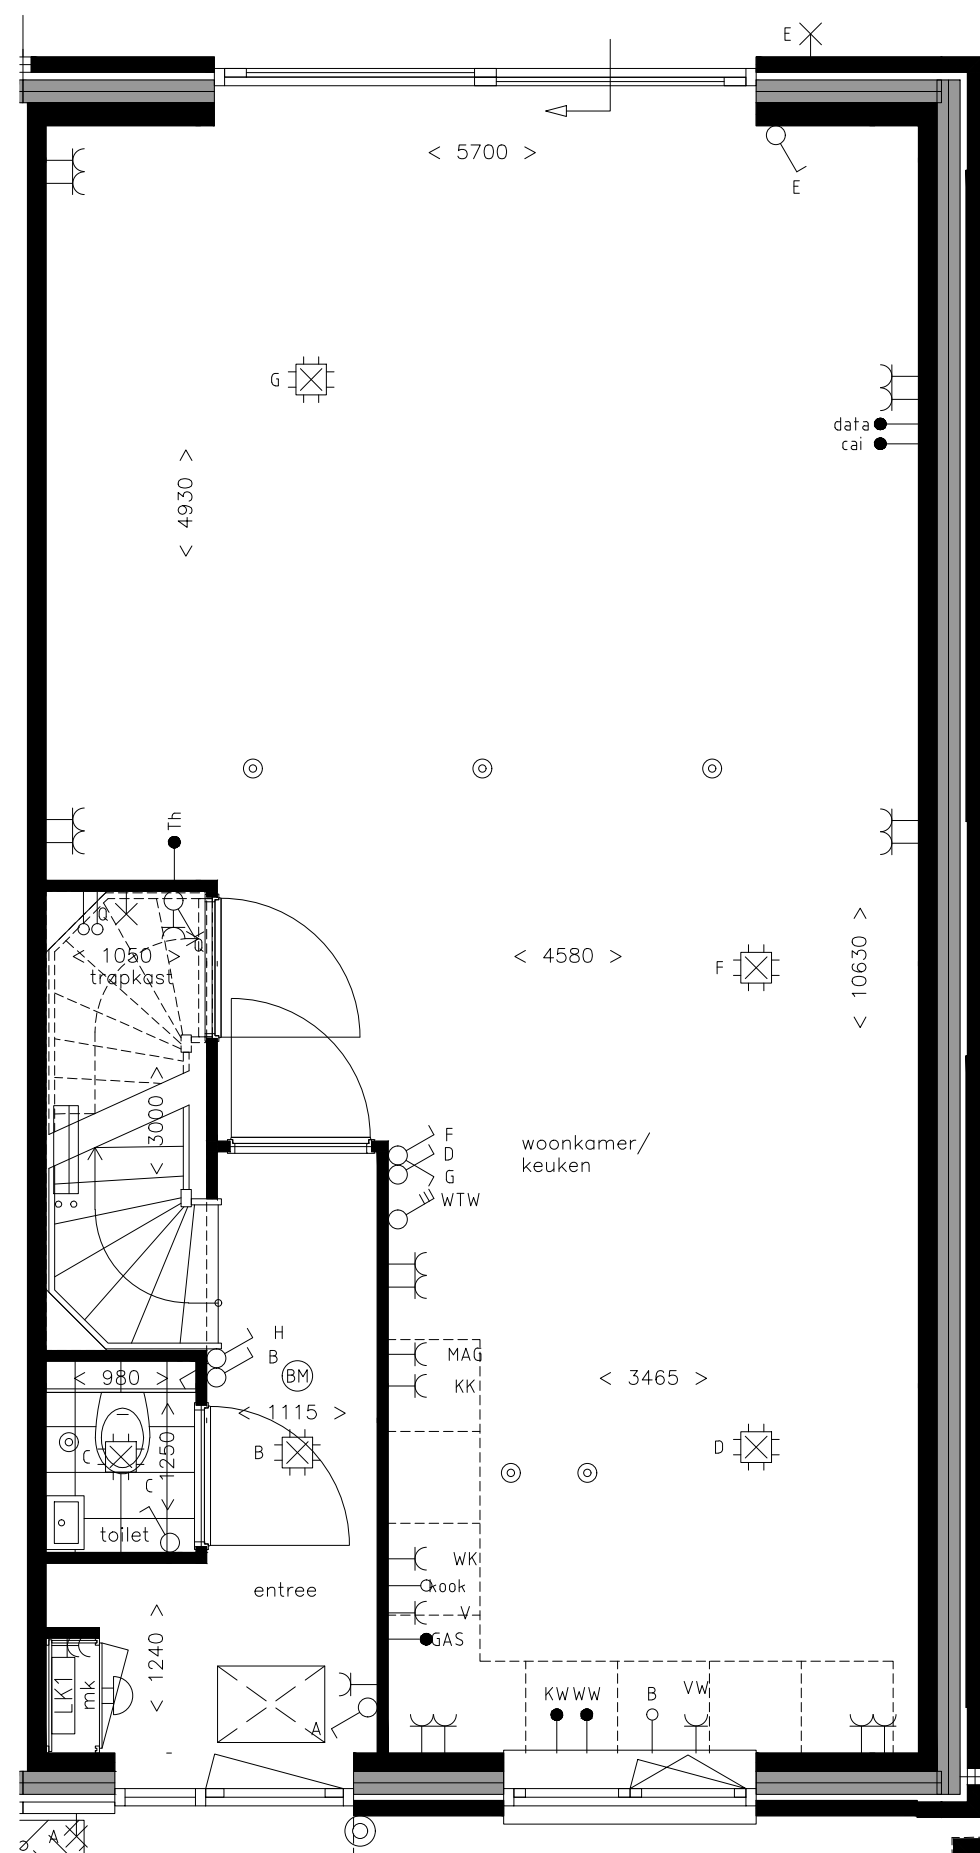 E
< 5700 >
E
G
data
cai
< 4930 >
Th
Q
Q
< 1050 >
trapkast
< 4580 >
F
< 10630 >
< 3000 >
F
D
G
WTW
woonkamer/
keuken
H
B
BM
MAG
KK
< 980 >
< 3465 >
< 1115 >
B
C
C
< 1250 >
D
toilet
WK
kook
V
GAS
entree
< 1240 >
LK1
mk
A
KW WW
B
VW
A